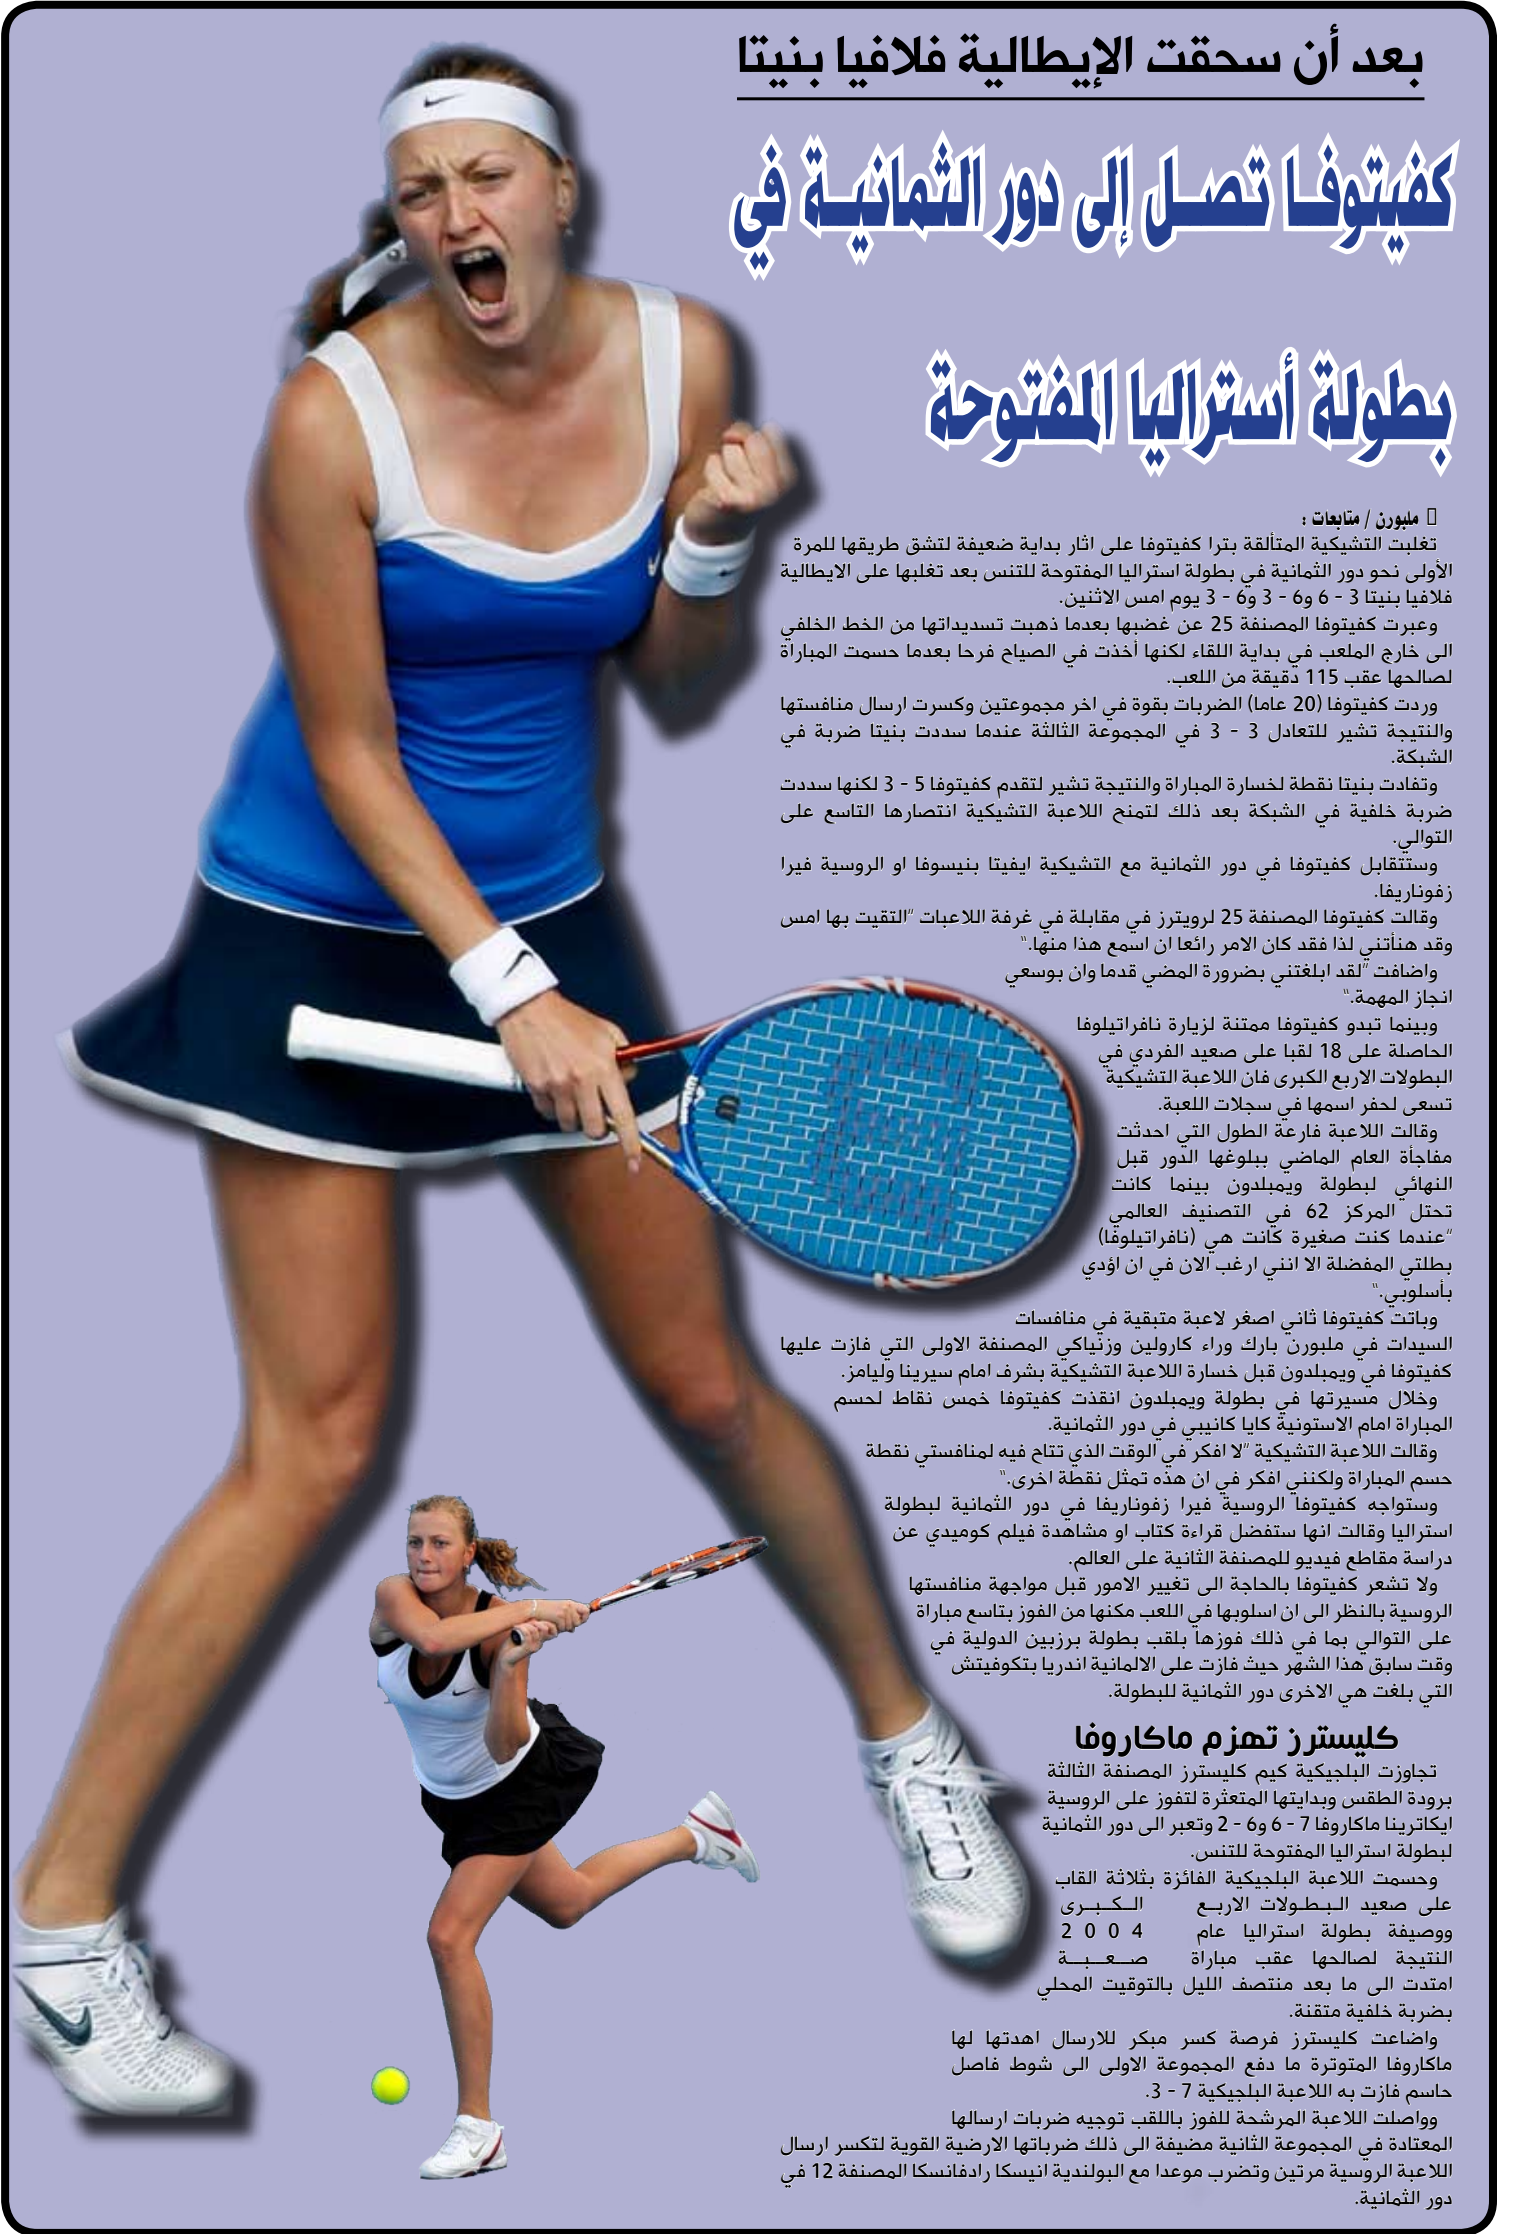 بعد أن سحقت الإيطالية فلافيا بنيتا
كفيتوفا تصل إلى دور الثمانية في
بطولة أستراليا المفتوحة
ملبورن / متابعات :
تغلبت التشيكية المتألقة بترا كفيتوفا على اثار بداية ضعيفة لتشق طريقها للمرة
الأولى نحو دور الثمانية في بطولة استراليا المفتوحة للتنس بعد تغلبها على الايطالية
فلافيا بنيتا 3 - 6 و6 - 3 و6 - 3 يوم امس الاثنين.
وعبرت كفيتوفا المصنفة 25 عن غضبها بعدما ذهبت تسديداتها من الخط الخلفي
الى خارج الملعب في بداية اللقاء لكنها أخذت في الصياح فرحا بعدما حسمت المباراة
لصالحها عقب 115 دقيقة من اللعب.
وردت كفيتوفا (20 عاما) الضربات بقوة في اخر مجموعتين وكسرت ارسال منافستها
والنتيجة تشير للتعادل 3 - 3 في المجموعة الثالثة عندما سددت بنيتا ضربة في
الشبكة.
وتفادت بنيتا نقطة لخسارة المباراة والنتيجة تشير لتقدم كفيتوفا 5 - 3 لكنها سددت
ضربة خلفية في الشبكة بعد ذلك لتمنح اللاعبة التشيكية انتصارها التاسع على
التوالي.
وستتقابل كفيتوفا في دور الثمانية مع التشيكية ايفيتا بنيسوفا او الروسية فيرا
زفوناريفا.
وقالت كفيتوفا المصنفة 25 لرويترز في مقابلة في غرفة اللاعبات "التقيت بها امس
وقد هنأتني لذا فقد كان الامر رائعا ان اسمع هذا منها."
واضافت "لقد ابلغتني بضرورة المضي قدما وان بوسعي
انجاز المهمة."
وبينما تبدو كفيتوفا ممتنة لزيارة نافراتيلوفا
الحاصلة على 18 لقبا على صعيد الفردي في
البطولات الاربع الكبرى فان اللاعبة التشيكية
تسعى لحفر اسمها في سجلات اللعبة.
وقالت اللاعبة فارعة الطول التي احدثت
مفاجأة العام الماضي ببلوغها الدور قبل
النهائي لبطولة ويمبلدون بينما كانت
تحتل المركز 62 في التصنيف العالمي
"عندما كنت صغيرة كانت هي (نافراتيلوفا)
بطلتي المفضلة الا انني ارغب الان في ان اؤدي
بأسلوبي."
وباتت كفيتوفا ثاني اصغر لاعبة متبقية في منافسات
السيدات في ملبورن بارك وراء كارولين وزنياكي المصنفة الاولى التي فازت عليها
كفيتوفا في ويمبلدون قبل خسارة اللاعبة التشيكية بشرف امام سيرينا وليامز.
وخلال مسيرتها في بطولة ويمبلدون انقذت كفيتوفا خمس نقاط لحسم
المباراة امام الاستونية كايا كانيبي في دور الثمانية.
وقالت اللاعبة التشيكية "لا افكر في الوقت الذي تتاح فيه لمنافستي نقطة
حسم المباراة ولكنني افكر في ان هذه تمثل نقطة اخرى."
وستواجه كفيتوفا الروسية فيرا زفوناريفا في دور الثمانية لبطولة
استراليا وقالت انها ستفضل قراءة كتاب او مشاهدة فيلم كوميدي عن
دراسة مقاطع فيديو للمصنفة الثانية على العالم.
ولا تشعر كفيتوفا بالحاجة الى تغيير الامور قبل مواجهة منافستها
الروسية بالنظر الى ان اسلوبها في اللعب مكنها من الفوز بتاسع مباراة
على التوالي بما في ذلك فوزها بلقب بطولة برزبين الدولية في
وقت سابق هذا الشهر حيث فازت على الالمانية اندريا بتكوفيتش
التي بلغت هي الاخرى دور الثمانية للبطولة.
كليسترز تهزم ماكاروفا
تجاوزت البلجيكية كيم كليسترز المصنفة الثالثة
برودة الطقس وبدايتها المتعثرة لتفوز على الروسية
ايكاترينا ماكاروفا 7 - 6 و6 - 2 وتعبر الى دور الثمانية
لبطولة استراليا المفتوحة للتنس.
وحسمت اللاعبة البلجيكية الفائزة بثلاثة القاب
على صعيد البطولات الاربع الكبرى
ووصيفة بطولة استراليا عام 2004
النتيجة لصالحها عقب مباراة صعبة
امتدت الى ما بعد منتصف الليل بالتوقيت المحلي
بضربة خلفية متقنة.
واضاعت كليسترز فرصة كسر مبكر للارسال اهدتها لها
ماكاروفا المتوترة ما دفع المجموعة الاولى الى شوط فاصل
حاسم فازت به اللاعبة البلجيكية 7 - 3.
وواصلت اللاعبة المرشحة للفوز باللقب توجيه ضربات ارسالها
المعتادة في المجموعة الثانية مضيفة الى ذلك ضرباتها الارضية القوية لتكسر ارسال
اللاعبة الروسية مرتين وتضرب موعدا مع البولندية انيسكا رادفانسكا المصنفة 12 في
دور الثمانية.